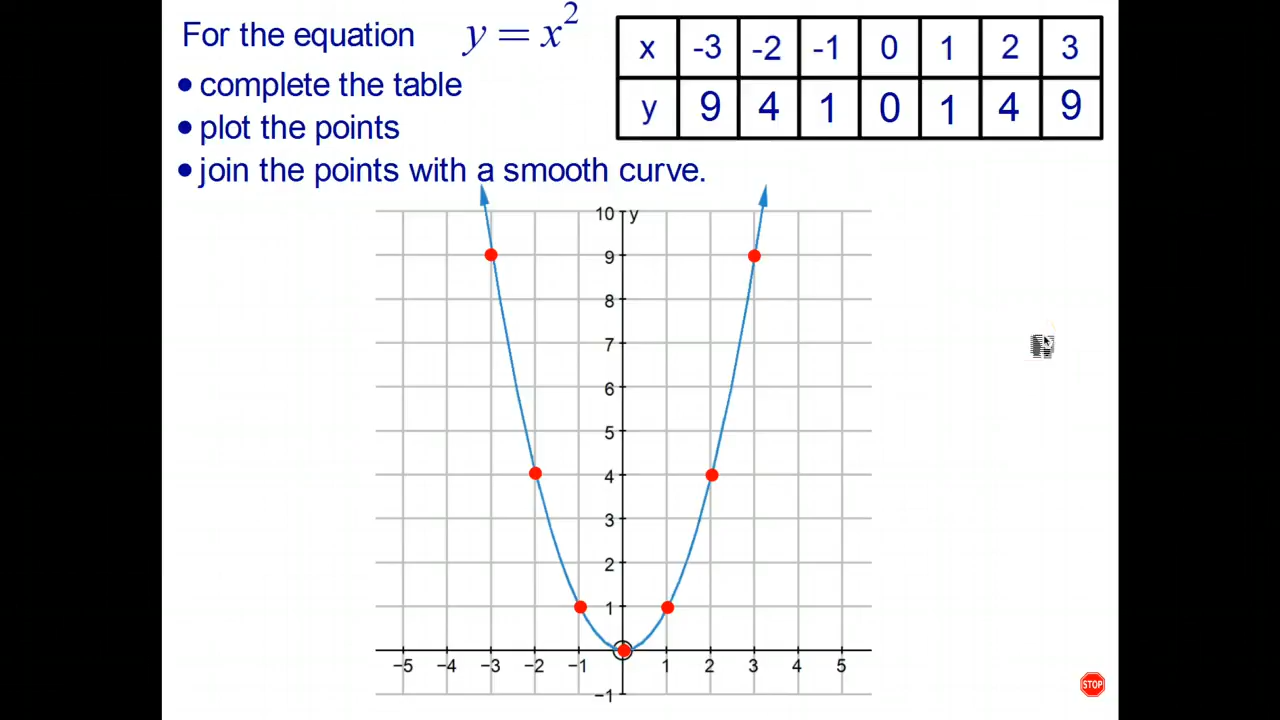 For the equation y = x²
• complete the table
• plot the points
• join the points with a smooth curve.
x -3 -2 -1 0 1 2 3
y 9 4 1 0 1 4 9
10 y
9
8
7
6
5
4
3
2
1
−5 −4 −3 −2 −1 1 2 3 4 5
−1
STOP